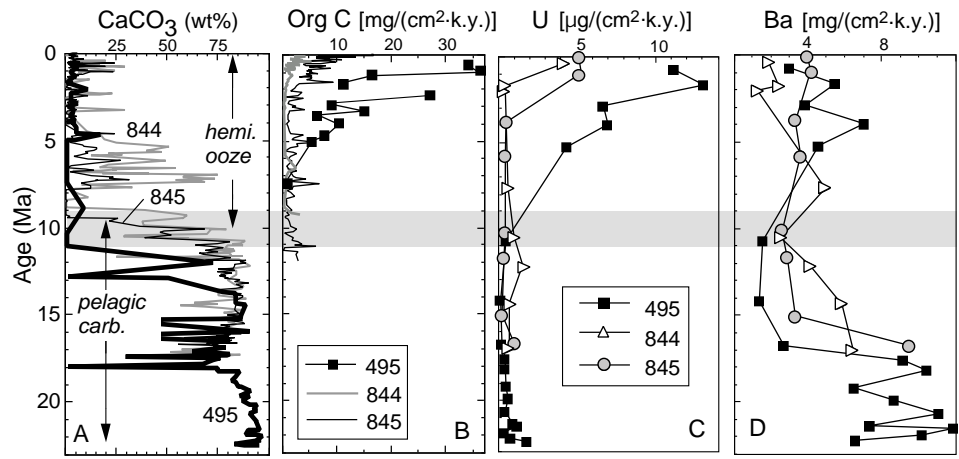 CaCO3 (wt%)
25 50 75
Org C [mg/(cm2·k.y.)]
0 10 20 30
U [µg/(cm2·k.y.)]
5 10
Ba [mg/(cm2·k.y.)]
4 8
Age (Ma)
0
5
10
15
20
844
hemi.
ooze
845
pelagic
carb.
495
A
495
844
845
B
495
844
845
C
D